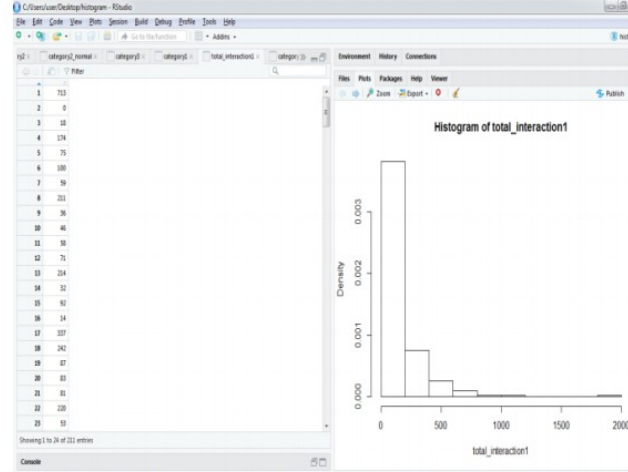 C:/Users/user/Desktop/histogram - RStudio
File Edit Code View Plots Session Build Debug Profile Tools Help
Go to file/function Addins
category2_normal category3 category1 total_interaction1 category
Filter
1 713
2 0
3 18
4 174
5 75
6 100
7 59
8 211
9 36
10 46
11 50
12 71
13 214
14 32
15 92
16 14
17 337
18 242
19 87
20 83
21 81
22 220
23 53
Showing 1 to 24 of 211 entries
Console
Environment History Connections
Files Plots Packages Help Viewer
Zoom Export Publish
Histogram of total_interaction1
Density
0.003
0.002
0.001
0.000
0 500 1000 1500 2000
total_interaction1